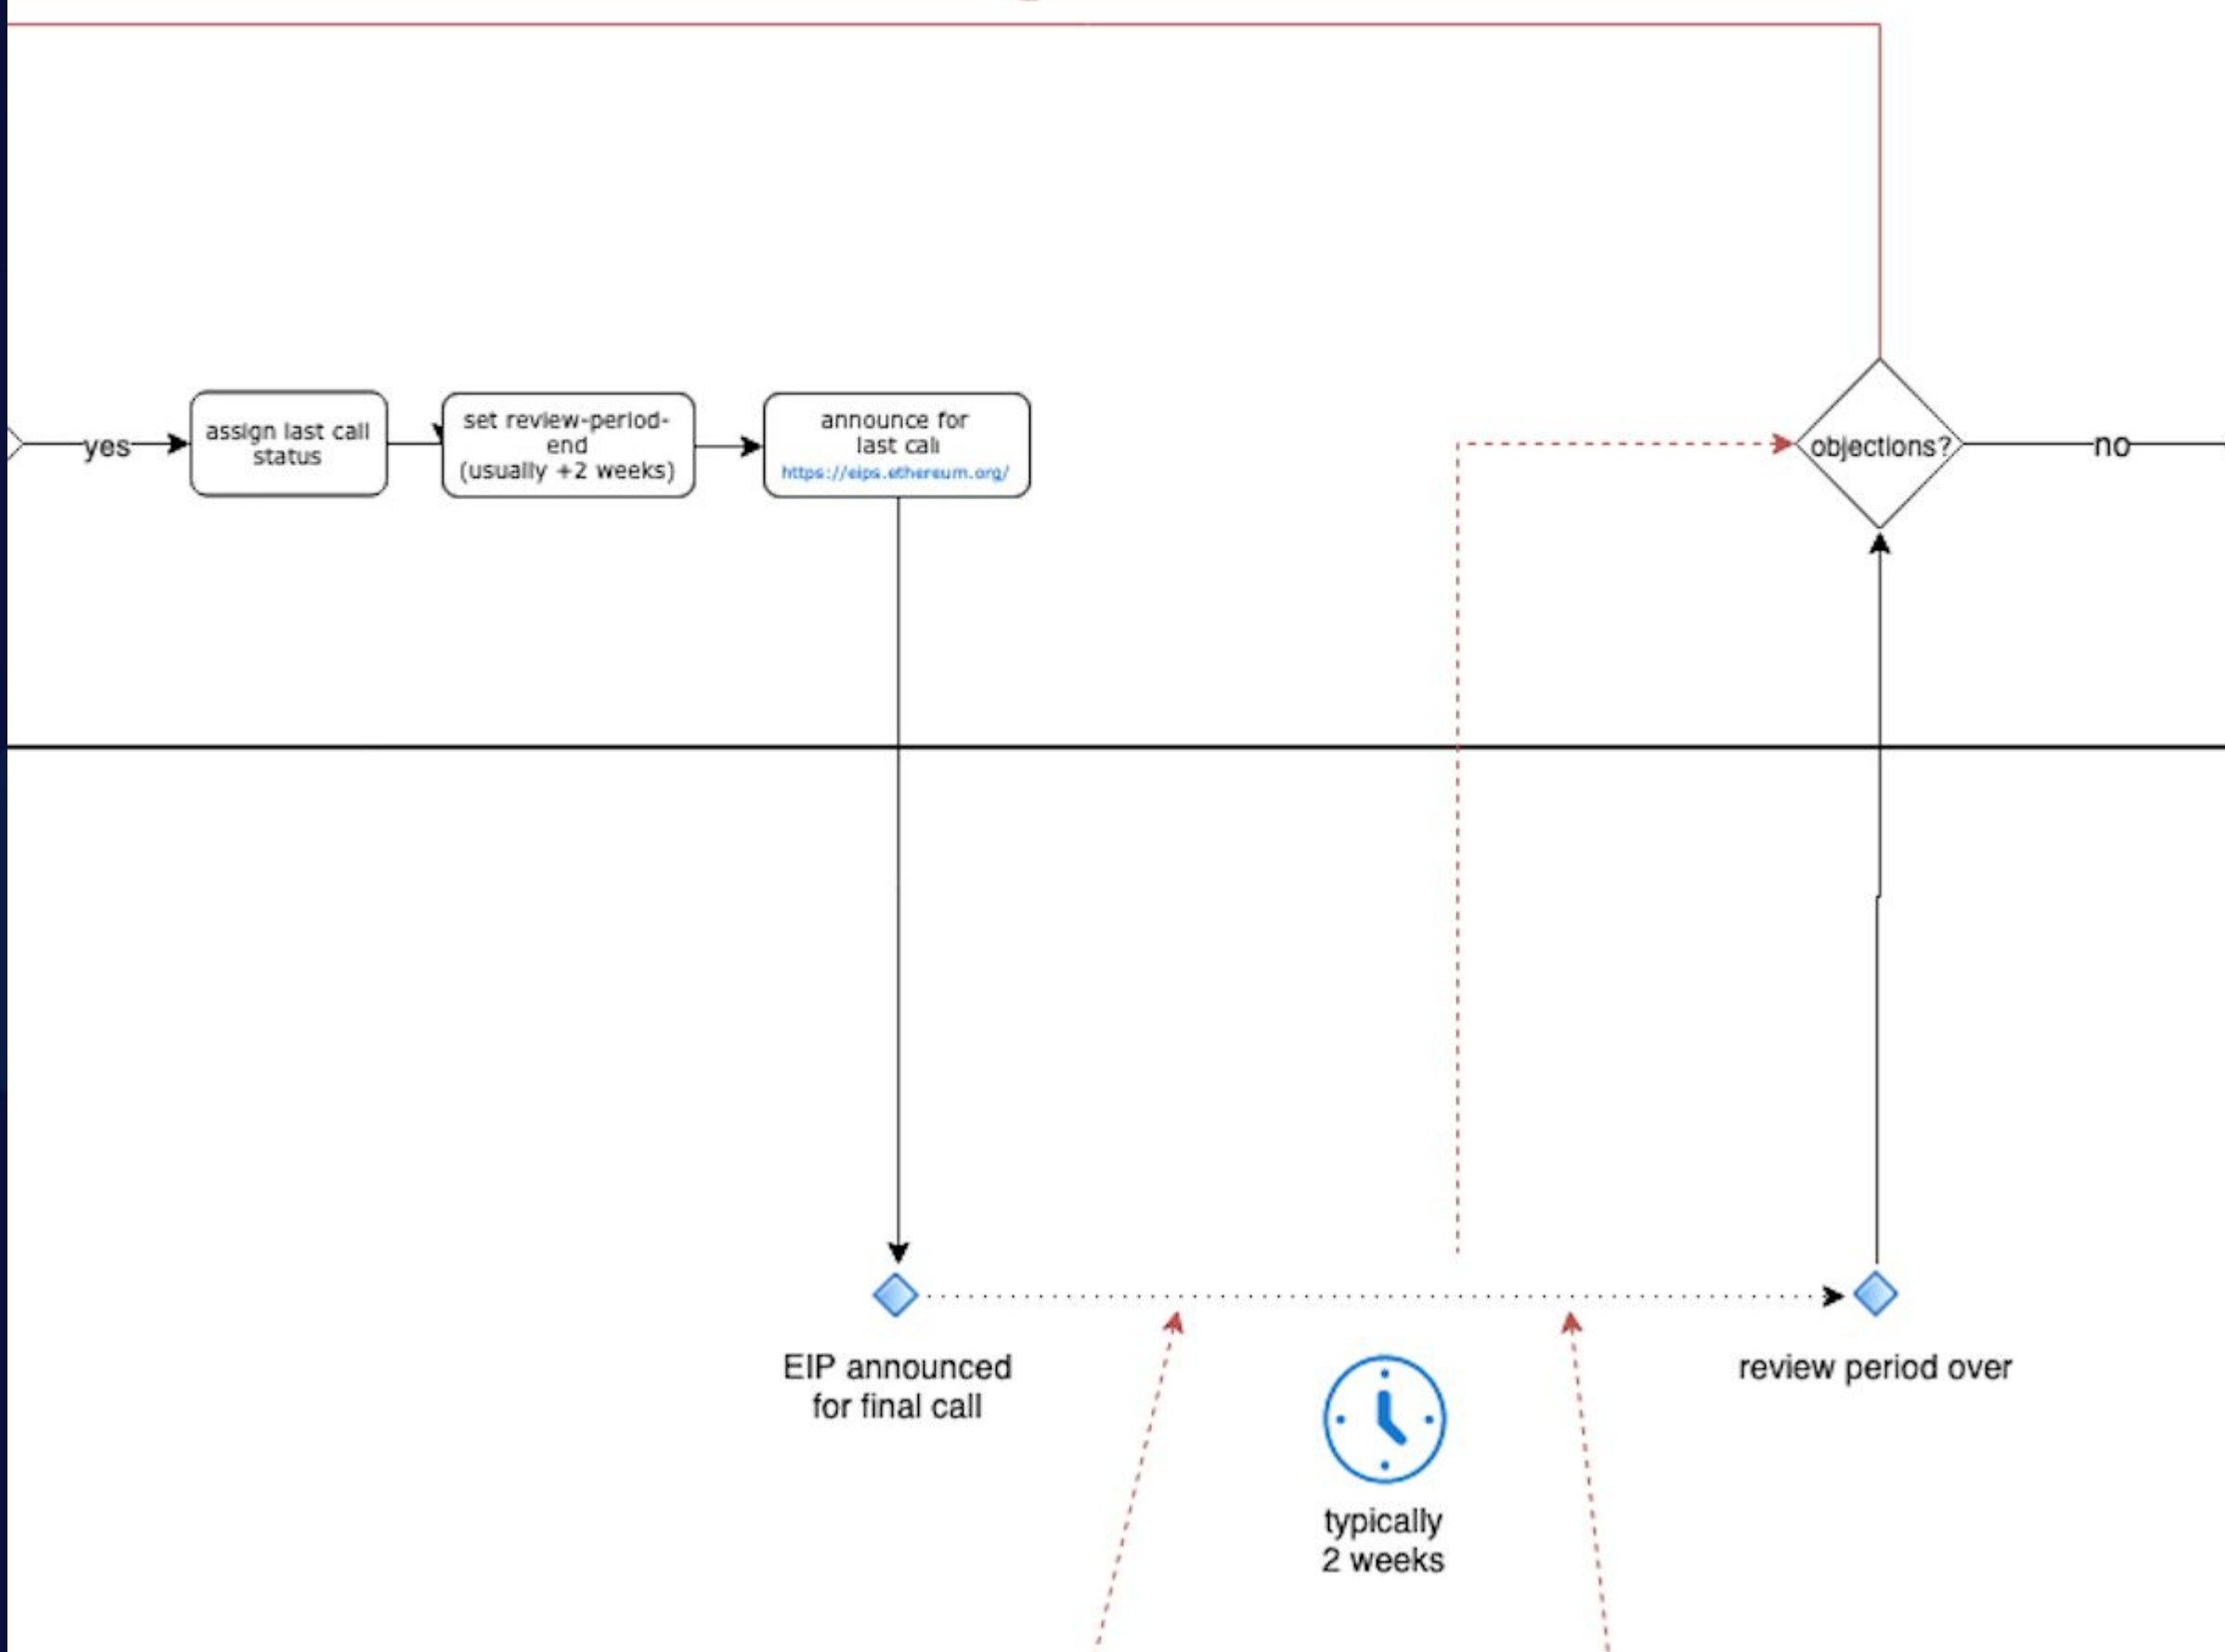 yes
assign last call
status
set review-period-
end
(usually +2 weeks)
announce for
last call
https://eips.ethereum.org/
objections?
no
EIP announced
for final call
review period over
typically
2 weeks